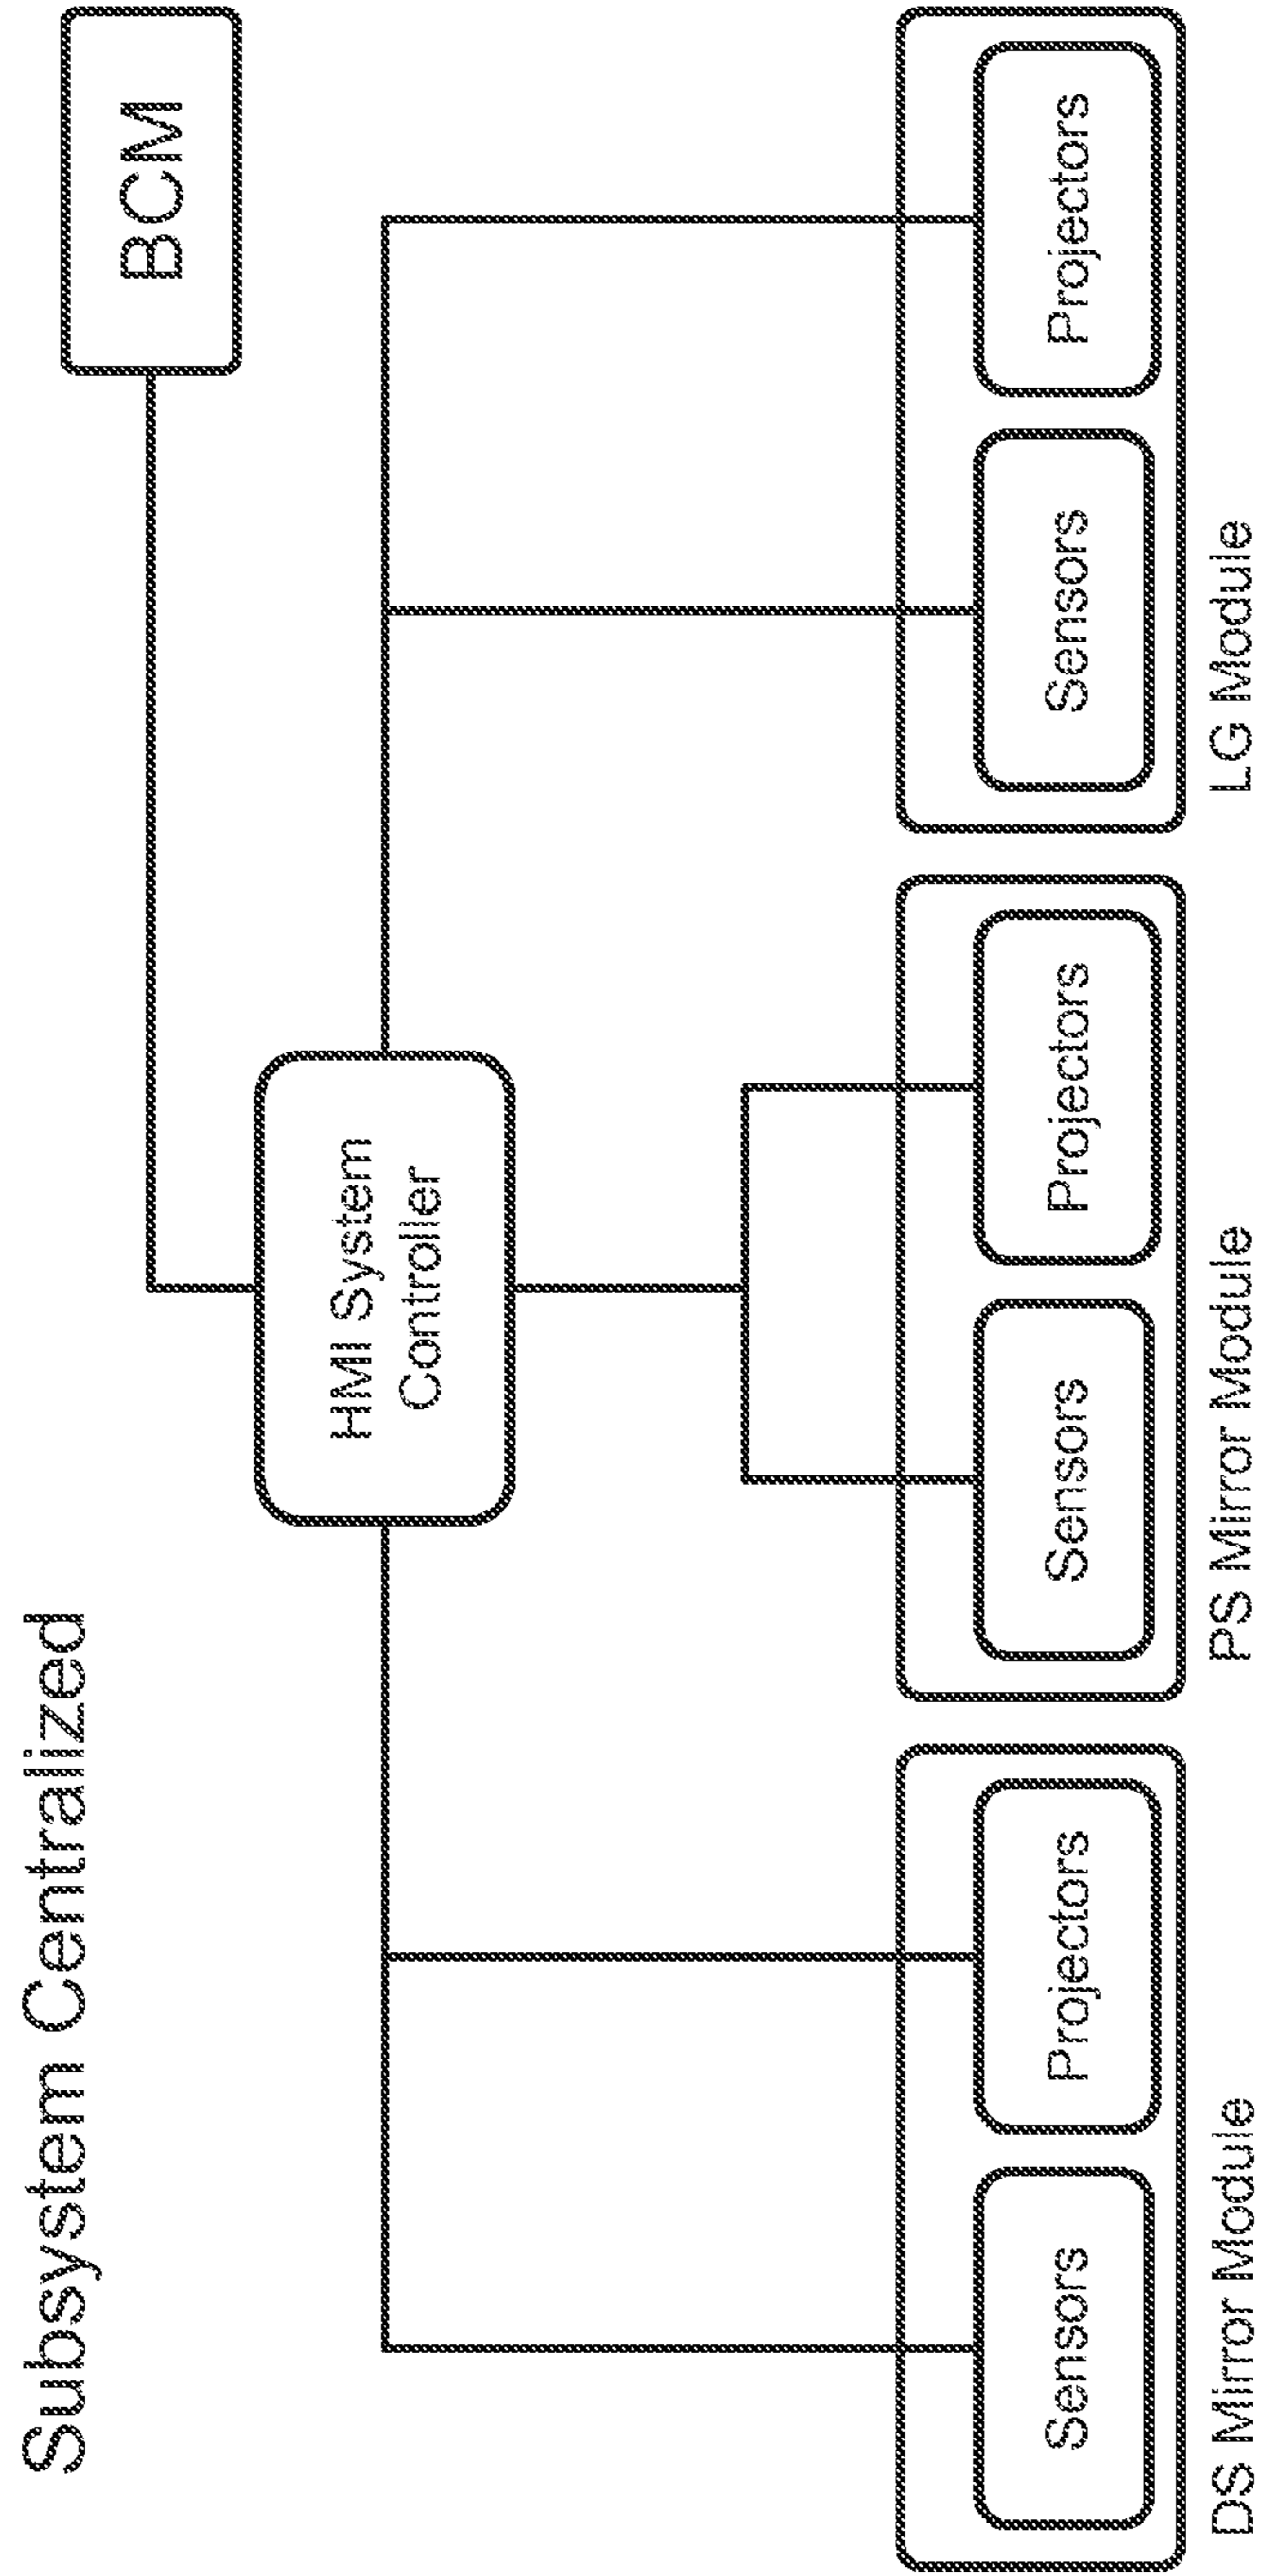 Subsystem Centralized
BCM
HMI System
Controller
Sensors
Projectors
Sensors
Projectors
Sensors
Projectors
DS Mirror Module
PS Mirror Module
LG Module